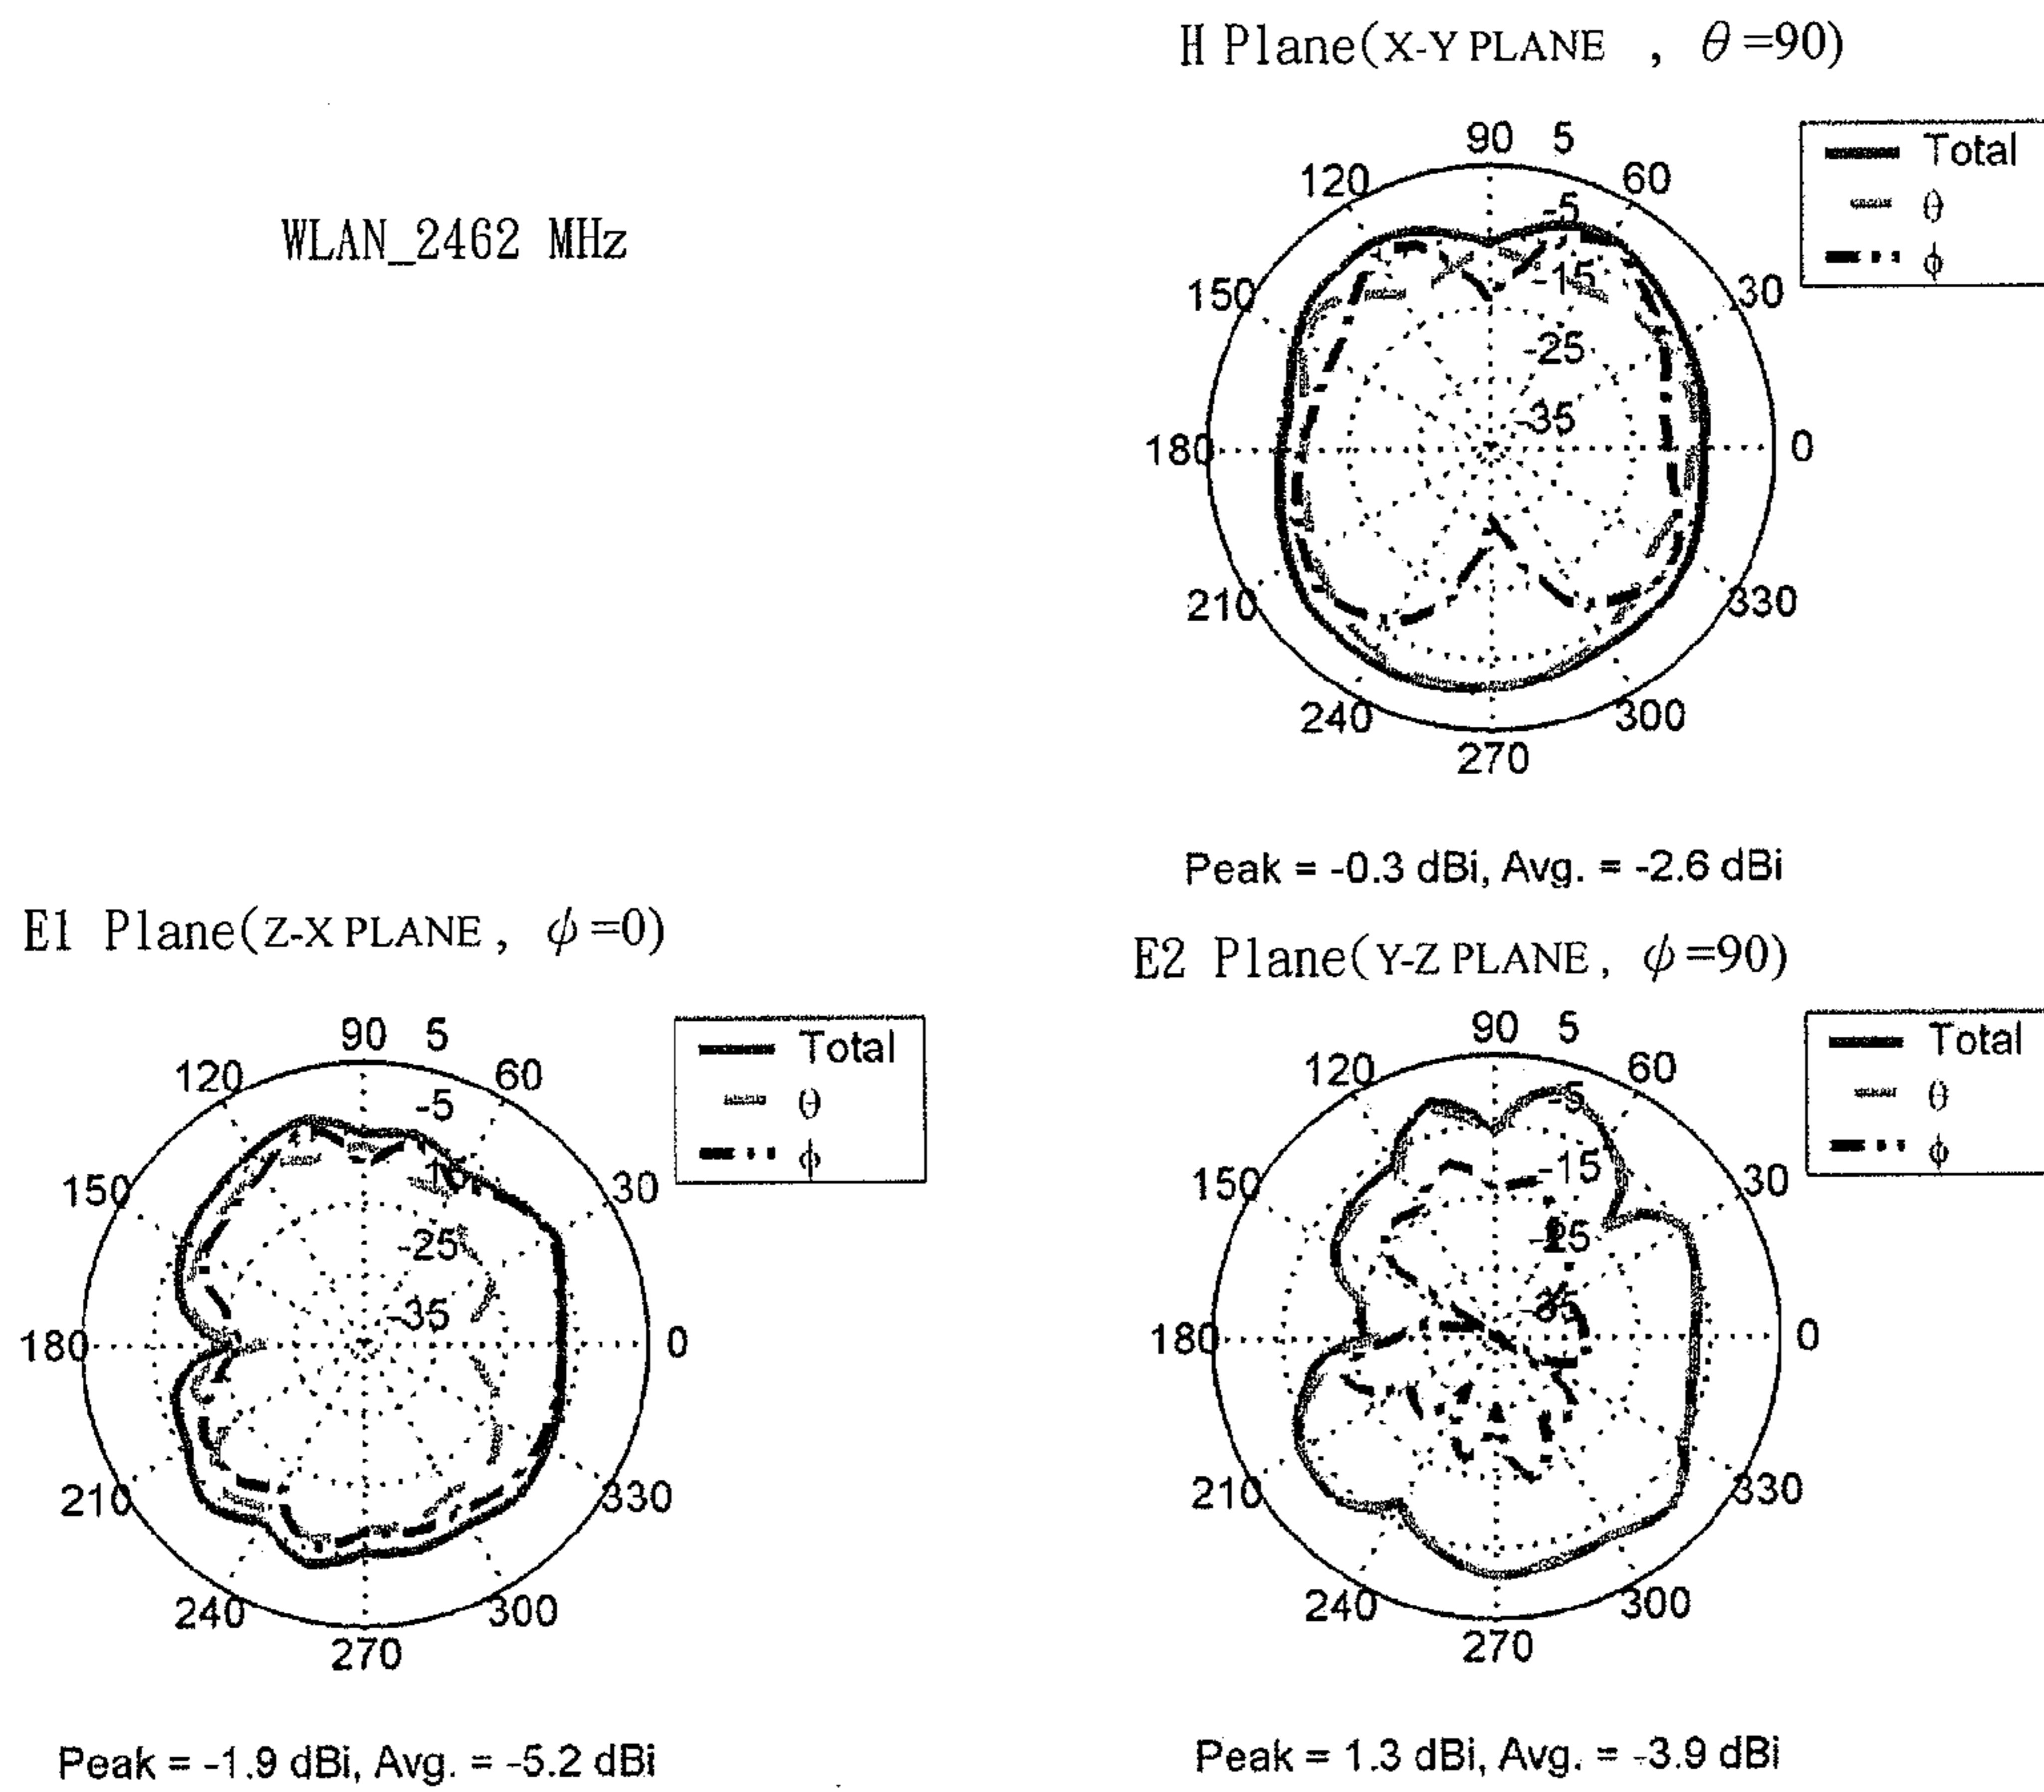 H Plane(X-Y PLANE , θ=90)
WLAN_2462 MHz
90 5
120 60
150 30
180 0
210 330
240 300
270
-5
-15
-25
-35
Total
θ
ϕ
Peak = -0.3 dBi, Avg. = -2.6 dBi
E1 Plane(Z-X PLANE, ϕ=0)
90 5
120 60
150 30
180 0
210 330
240 300
270
-5
-25
-35
Total
θ
ϕ
Peak = -1.9 dBi, Avg. = -5.2 dBi
E2 Plane(Y-Z PLANE, ϕ=90)
90 5
120 60
150 30
180 0
210 330
240 300
270
-5
-15
-25
-35
Total
θ
ϕ
Peak = 1.3 dBi, Avg. = -3.9 dBi